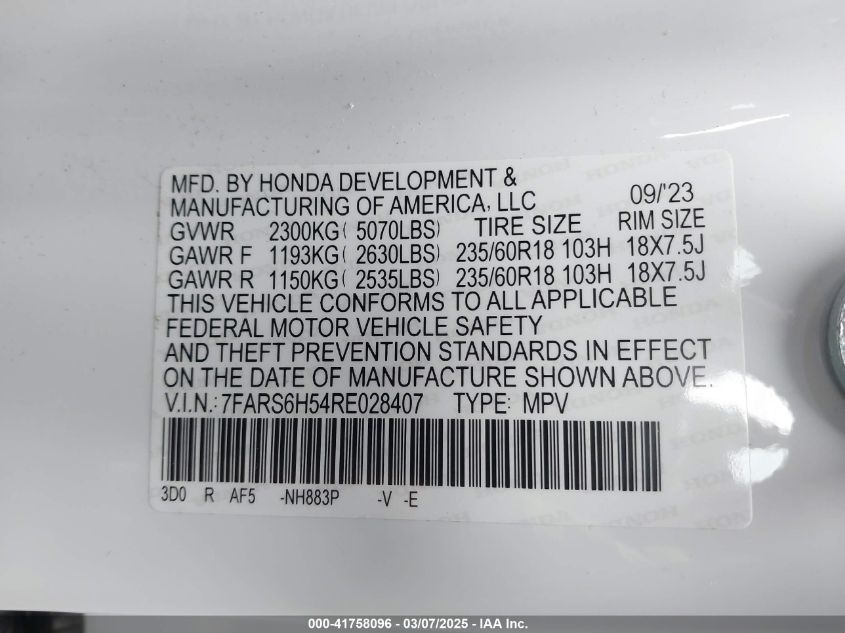 MFD. BY HONDA DEVELOPMENT &
MANUFACTURING OF AMERICA, LLC 09/'23
GVWR 2300KG( 5070LBS) TIRE SIZE RIM SIZE
GAWR F 1193KG( 2630LBS) 235/60R18 103H 18X7.5J
GAWR R 1150KG( 2535LBS) 235/60R18 103H 18X7.5J
THIS VEHICLE CONFORMS TO ALL APPLICABLE
FEDERAL MOTOR VEHICLE SAFETY
AND THEFT PREVENTION STANDARDS IN EFFECT
ON THE DATE OF MANUFACTURE SHOWN ABOVE.
V.I.N.: 7FARS6H54RE028407 TYPE: MPV
3D0 R AF5 -NH883P -V -E
000-41758096 - 03/07/2025 - IAA Inc.